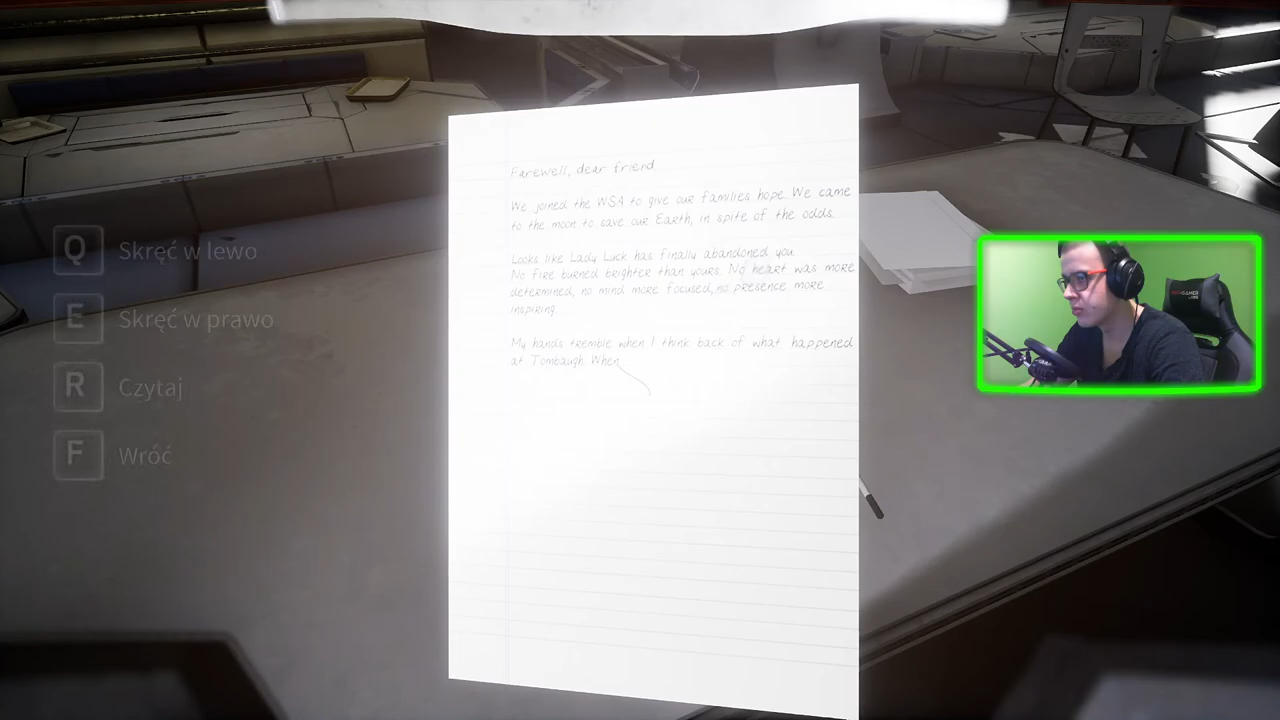 Farewell, dear friend
We joined the WSA to give our families hope. We came
to the moon to save our Earth, in spite of the odds.
Looks like Lady Luck has finally abandoned you.
No fire burned brighter than yours. No heart was more
determined, no mind more focused, no presence more
inspiring.
My hands tremble when I think back of what happened
at Tombaugh. When
Q Skręć w lewo
E Skręć w prawo
R Czytaj
F Wróć